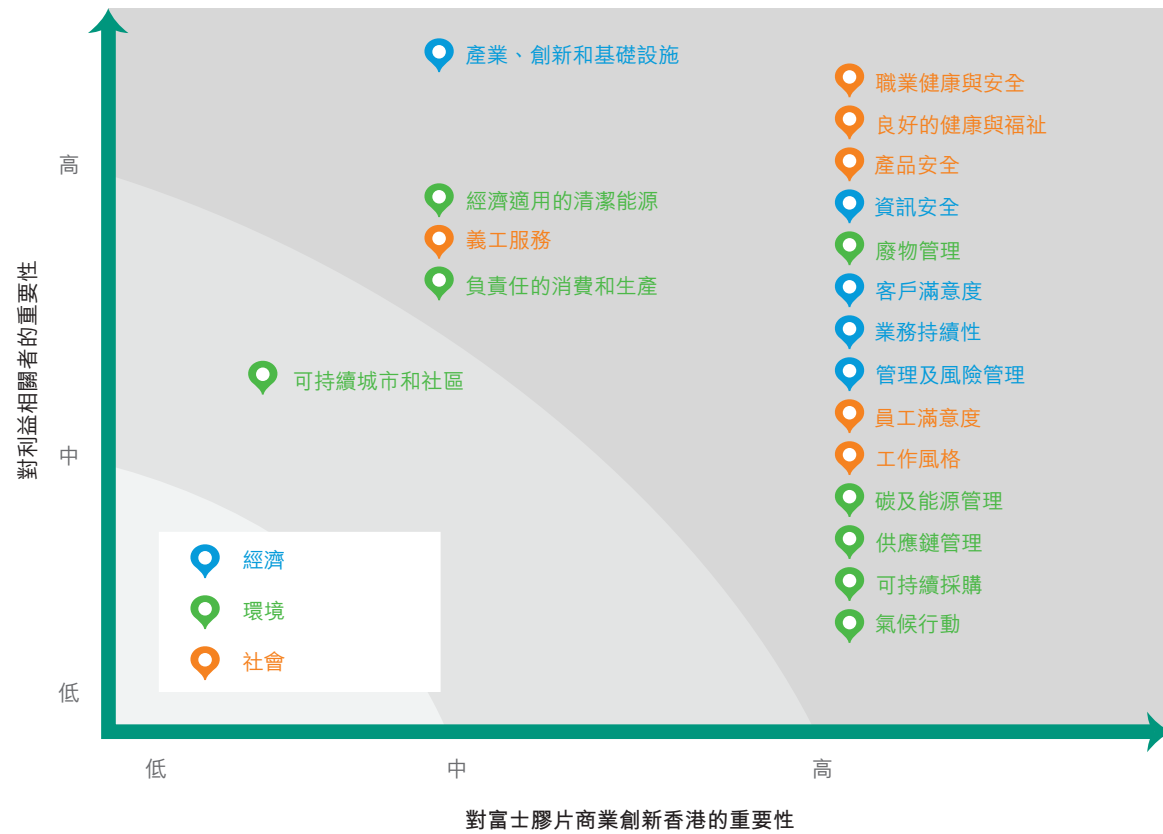 產業、創新和基礎設施
職業健康與安全
良好的健康與福祉
產品安全
高
經濟適用的清潔能源
資訊安全
義工服務
廢物管理
負責任的消費和生產
客戶滿意度
業務持續性
對利益相關者的重要性
可持續城市和社區
管理及風險管理
員工滿意度
中
工作風格
碳及能源管理
經濟
供應鏈管理
環境
可持續採購
氣候行動
社會
低
低
中
高
對富士膠片商業創新香港的重要性